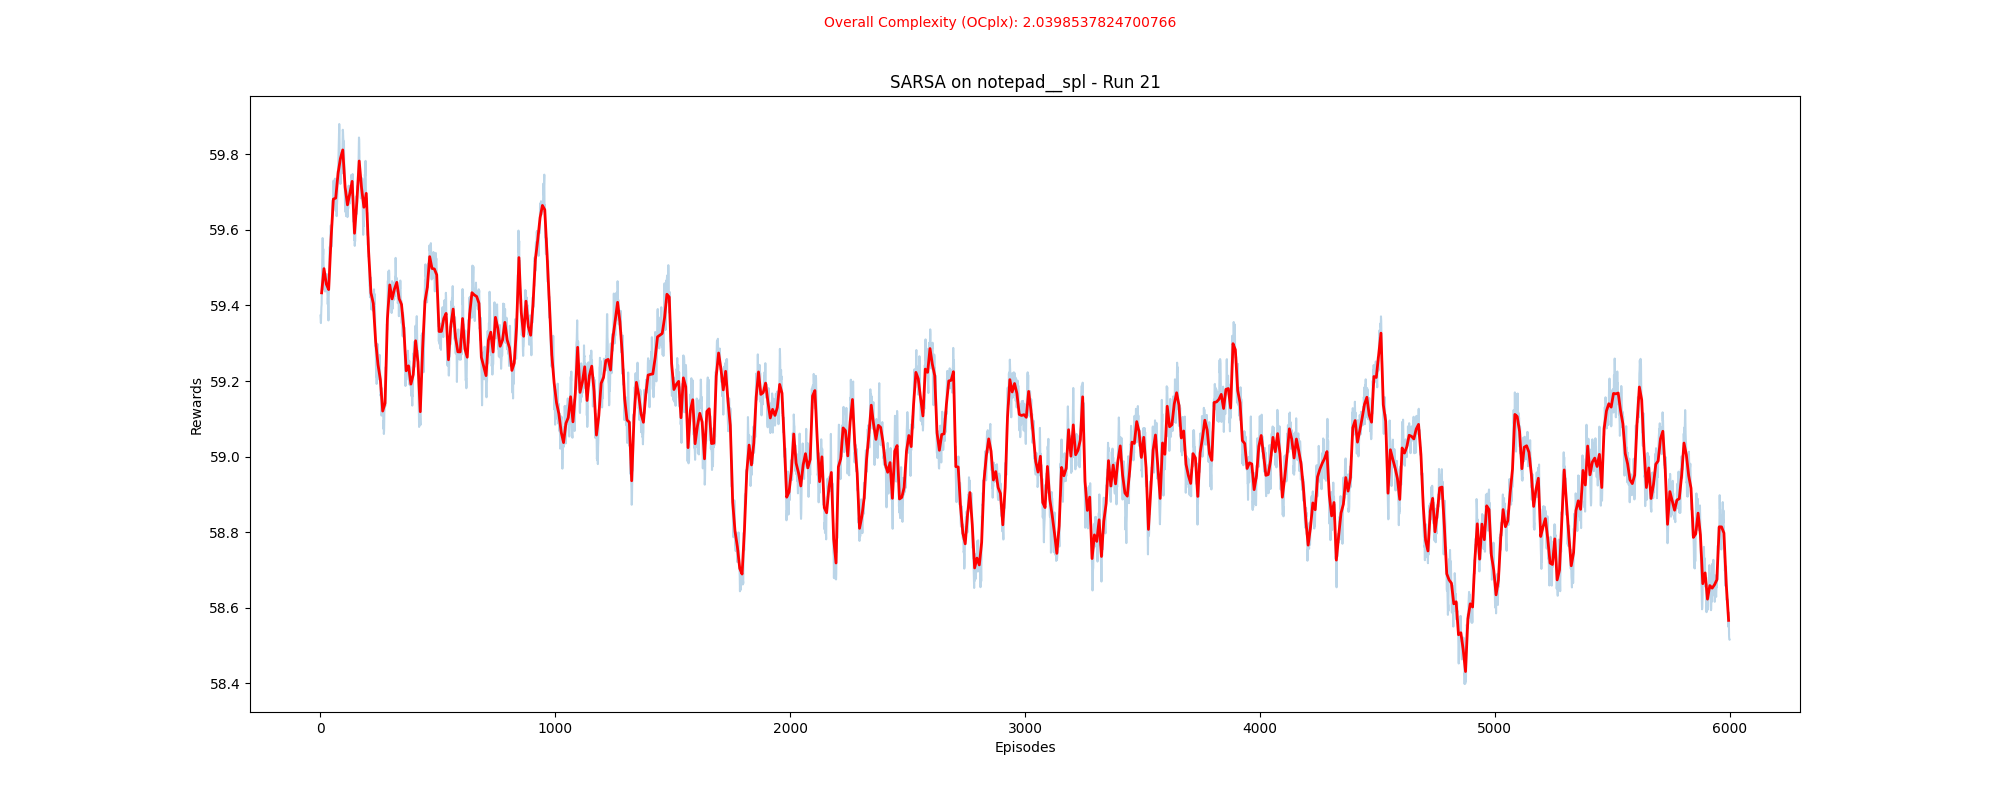 Overall Complexity (OCplx): 2.0398537824700766
SARSA on notepad__spl - Run 21
59.8
59.6
59.4
59.2
59.0
58.8
58.6
58.4
Rewards
0 1000 2000 3000 4000 5000 6000
Episodes